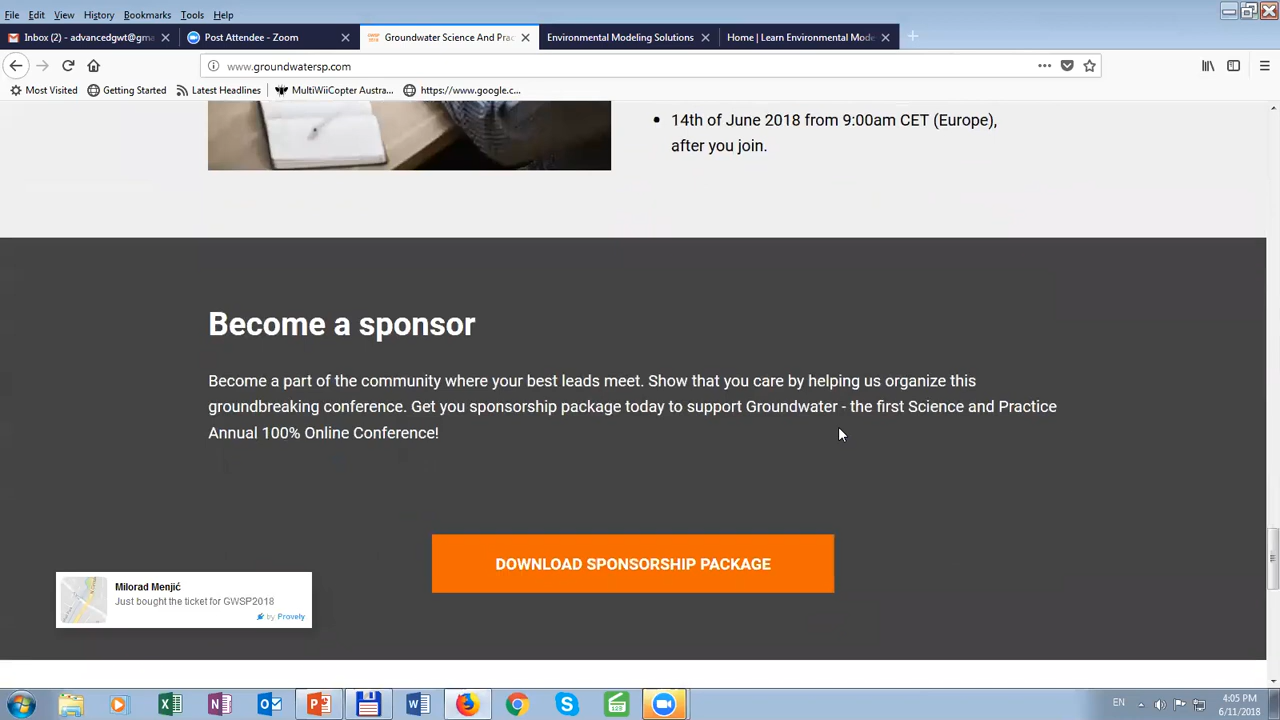 File Edit View History Bookmarks Tools Help
Inbox (2) - advancedgwt@gma
Post Attendee - Zoom
Groundwater Science And Prac
Environmental Modeling Solutions
Home | Learn Environmental Mode
www.groundwatersp.com
Most Visited
Getting Started
Latest Headlines
MultiWiiCopter Austra...
https://www.google.c...
14th of June 2018 from 9:00am CET (Europe),
after you join.
Become a sponsor
Become a part of the community where your best leads meet. Show that you care by helping us organize this
groundbreaking conference. Get you sponsorship package today to support Groundwater - the first Science and Practice
Annual 100% Online Conference!
DOWNLOAD SPONSORSHIP PACKAGE
Milorad Menjić
Just bought the ticket for GWSP2018
by Provely
EN
4:05 PM
6/11/2018